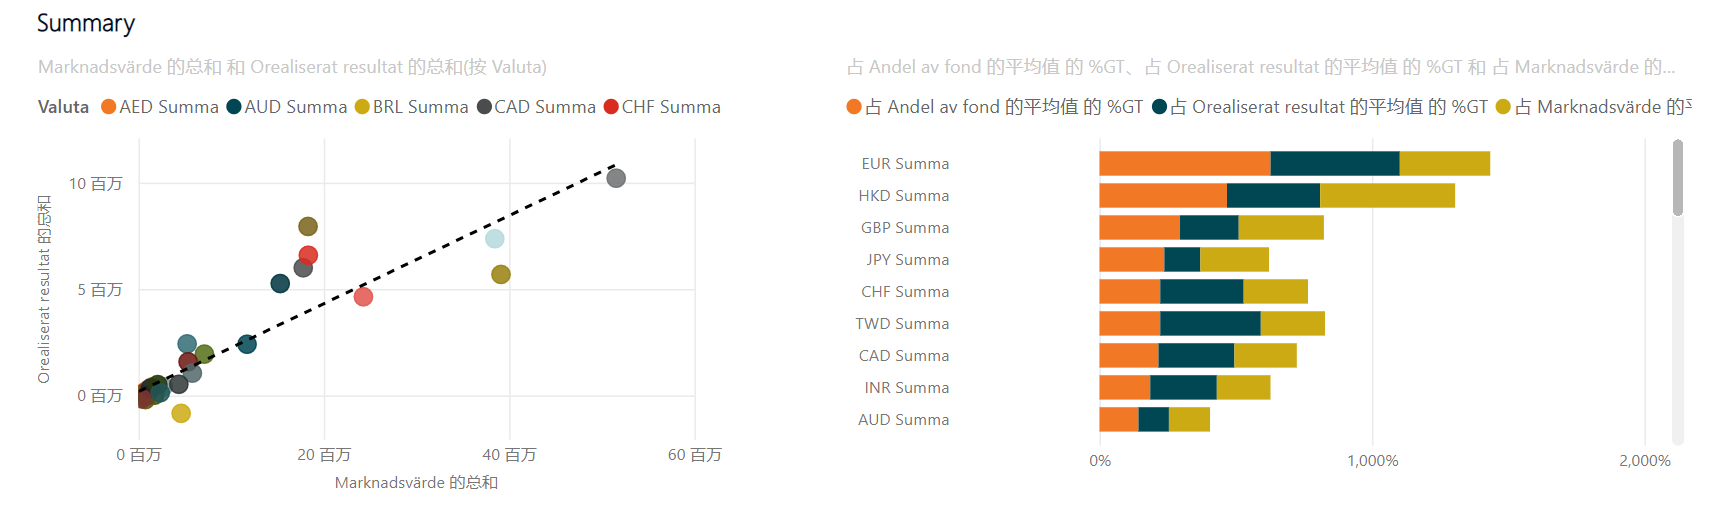 Summary
Marknadsvärde 的总和 和 Orealiserat resultat 的总和(按 Valuta)
Valuta AED Summa AUD Summa BRL Summa CAD Summa CHF Summa
10 百万
5 百万
0 百万
Orealiserat resultat 的总和
0 百万 20 百万 40 百万 60 百万
Marknadsvärde 的总和
占 Andel av fond 的平均值 的 %GT、占 Orealiserat resultat 的平均值 的 %GT 和 占 Marknadsvärde 的...
占 Andel av fond 的平均值 的 %GT 占 Orealiserat resultat 的平均值 的 %GT 占 Marknadsvärde 的
EUR Summa
HKD Summa
GBP Summa
JPY Summa
CHF Summa
TWD Summa
CAD Summa
INR Summa
AUD Summa
0% 1,000% 2,000%